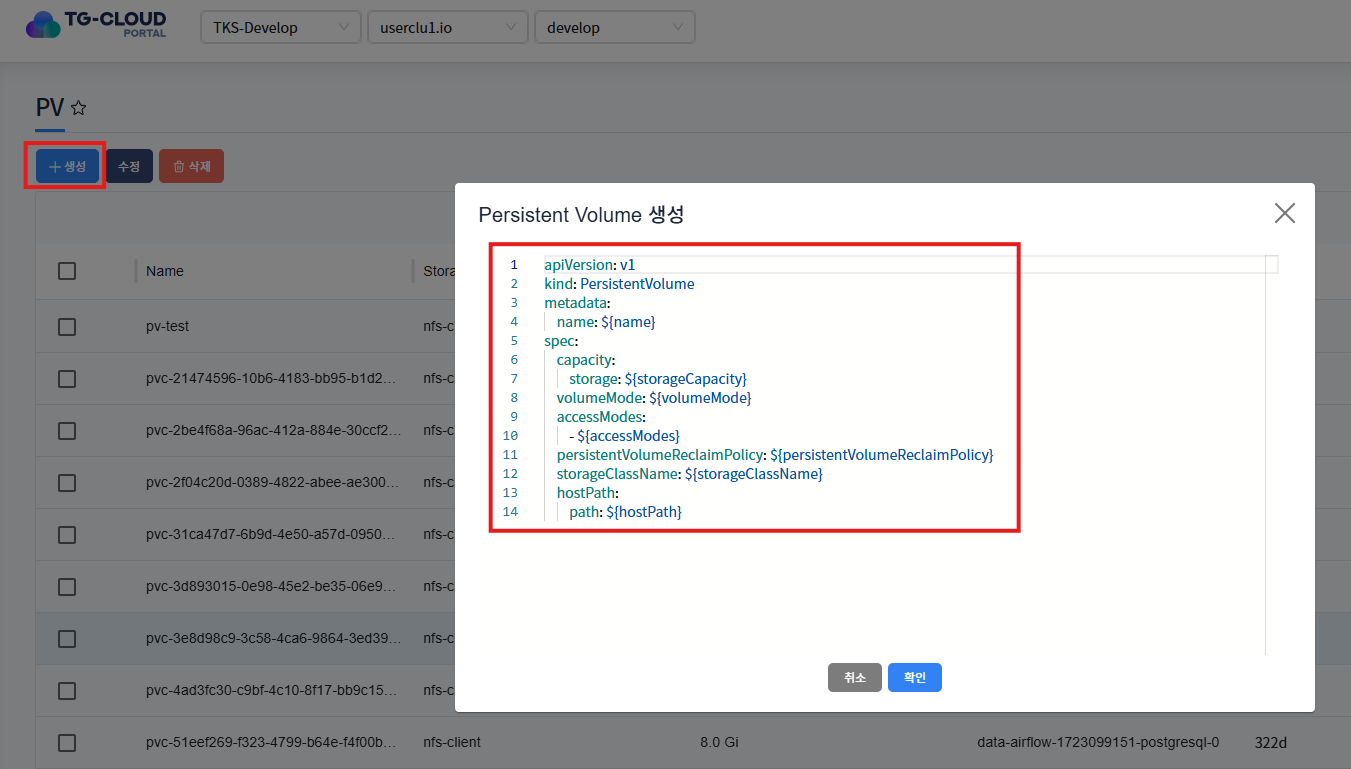 TG-CLOUD
PORTAL
TKS-Develop
userclu1.io
develop
PV
생성
수정
삭제
Persistent Volume 생성
Name
Stora
1 apiVersion: v1
2 kind: PersistentVolume
3 metadata:
4 name: ${name}
5 spec:
6 capacity:
7 storage: ${storageCapacity}
8 volumeMode: ${volumeMode}
9 accessModes:
10 - ${accessModes}
11 persistentVolumeReclaimPolicy: ${persistentVolumeReclaimPolicy}
12 storageClassName: ${storageClassName}
13 hostPath:
14 path: ${hostPath}
pv-test nfs-c
pvc-21474596-10b6-4183-bb95-b1d2... nfs-c
pvc-2be4f68a-96ac-412a-884e-30ccf2... nfs-c
pvc-2f04c20d-0389-4822-abee-ae300... nfs-c
pvc-31ca47d7-6b9d-4e50-a57d-0950... nfs-c
pvc-3d893015-0e98-45e2-be35-06e9... nfs-c
pvc-3e8d98c9-3c58-4ca6-9864-3ed39... nfs-c
pvc-4ad3fc30-c9bf-4c10-8f17-bb9c15... nfs-c
취소
확인
pvc-51eef269-f323-4799-b64e-f4f00b... nfs-client 8.0 Gi data-airflow-1723099151-postgresql-0 322d